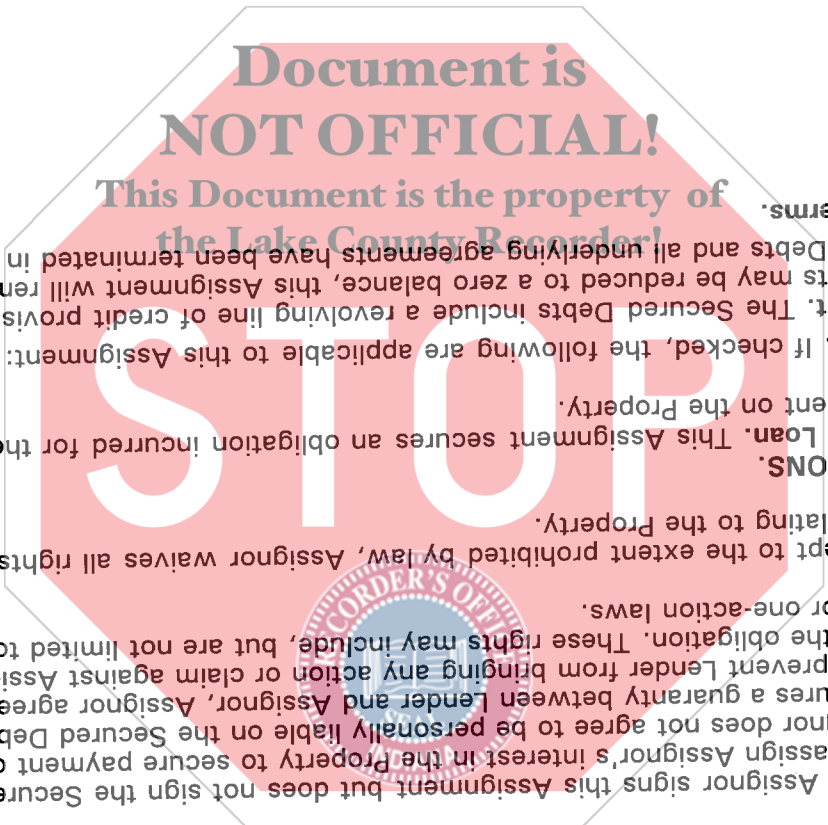 Document is
NOT OFFICIAL!
This Document is the property of
the Lake County Recorder!
STOP
RECORDER'S OFFICE
SEAL
INDIANA
Assignor signs this Assignment but does not sign the Secure
assign Assignor's interest in the Property to secure payment
gnor does not agree to be personally liable on the Secured Deb
ures a guaranty between Lender and Assignor, Assignor agree
prevent Lender from bringing any action or claim against Assi
the obligation. These rights may include, but are not limited to
or one-action laws.
ept to the extent prohibited by law, Assignor waives all rights
lating to the Property.
ONS.
Loan. This Assignment secures an obligation incurred for the
ent on the Property.
. If checked, the following are applicable to this Assignment:
t. The Secured Debts include a revolving line of credit provis
ts may be reduced to a zero balance, this Assignment will
Debts and all underlying agreements have been terminated in
erms.